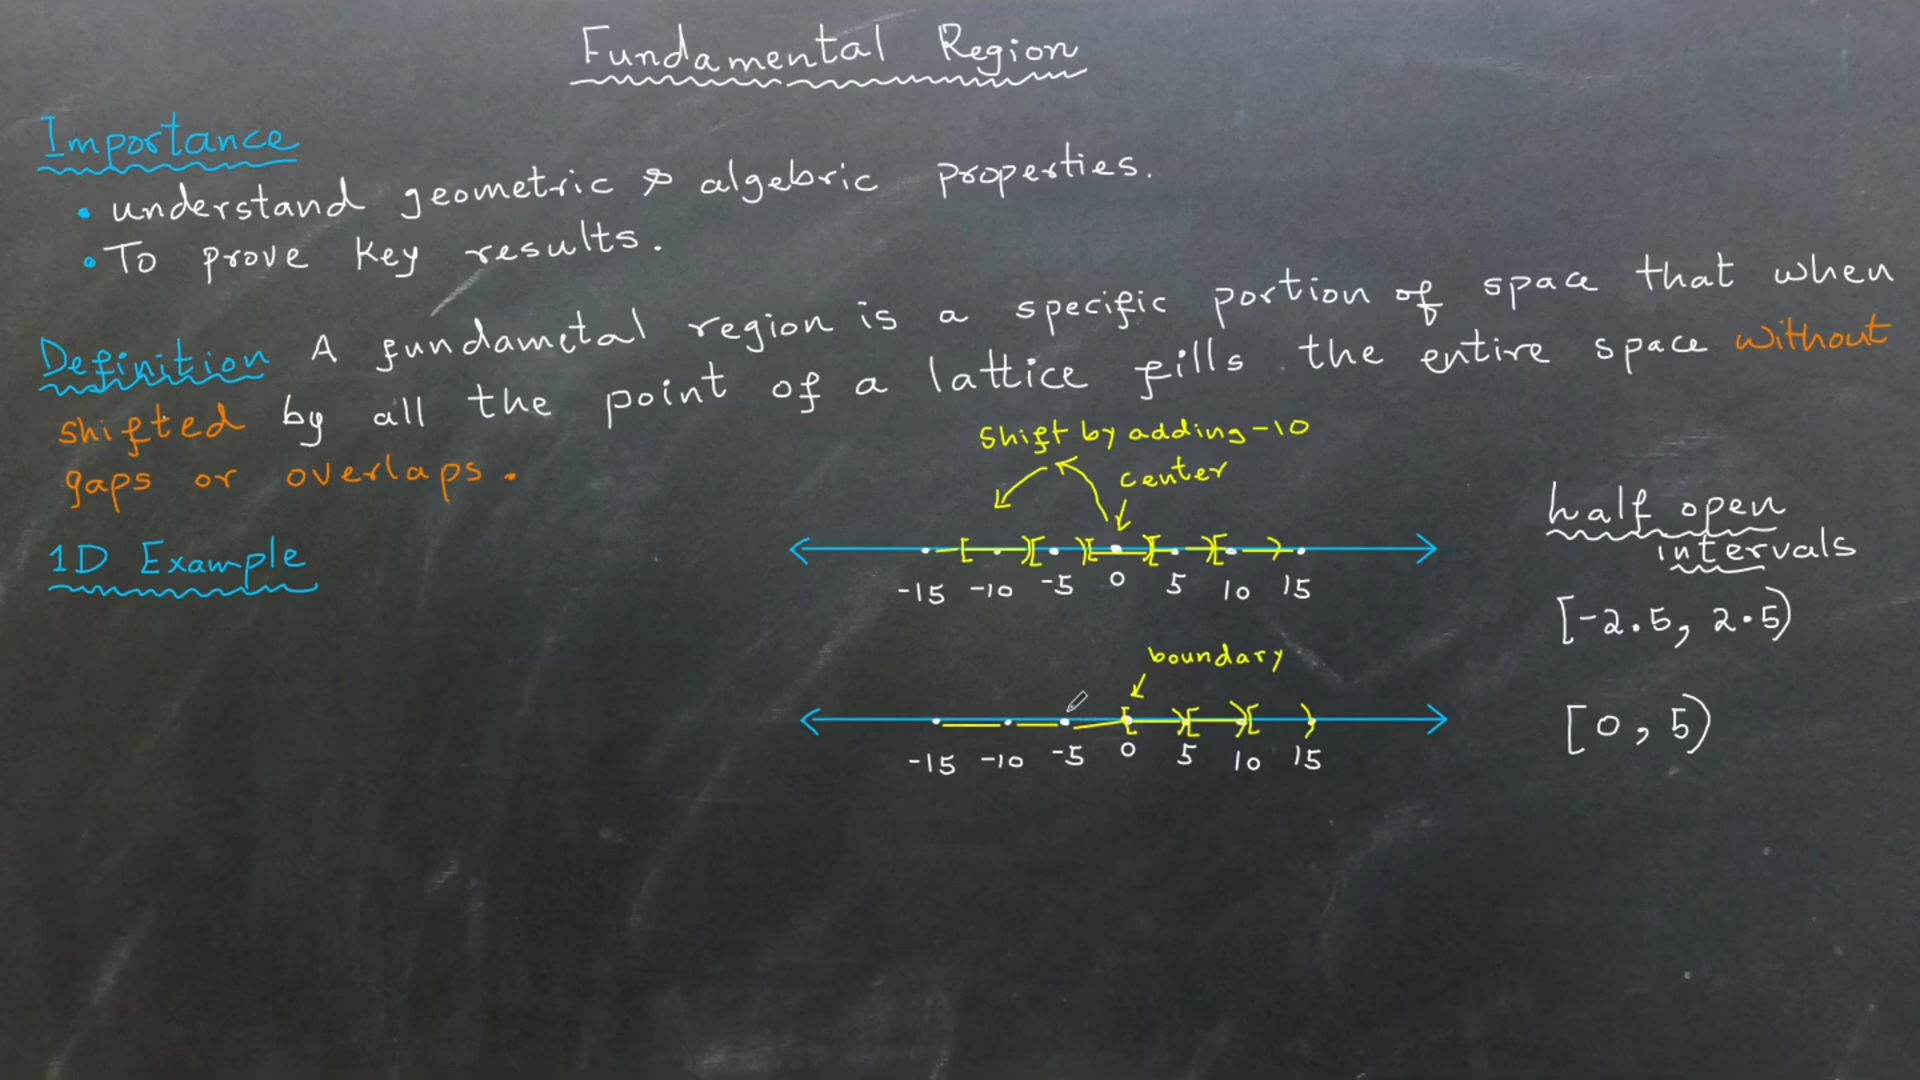 Fundamental Region
Importance
• understand geometric & algebric properties.
• To prove key results.
Definition A fundametal region is a specific portion of space that when
shifted by all the point of a lattice fills the entire space without
gaps or overlaps.
1D Example
Shift by adding -10
center
-15 -10 -5 0 5 10 15
boundary
-15 -10 -5 0 5 10 15
half open
intervals
[-2.5, 2.5)
[0, 5)